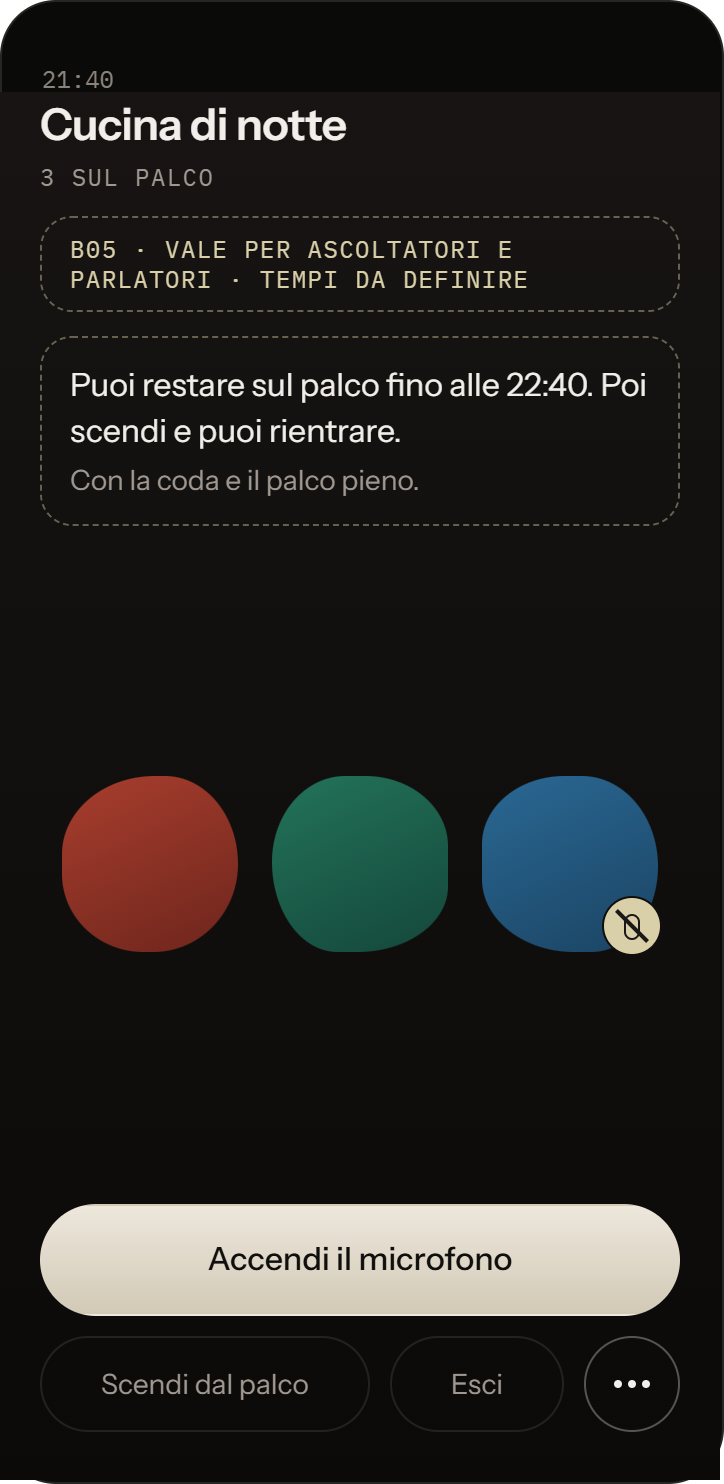 21:40
Cucina di notte
3 SUL PALCO
B05 · VALE PER ASCOLTATORI E
PARLATORI · TEMPI DA DEFINIRE
Puoi restare sul palco fino alle 22:40. Poi
scendi e puoi rientrare.
Con la coda e il palco pieno.
Accendi il microfono
Scendi dal palco
Esci